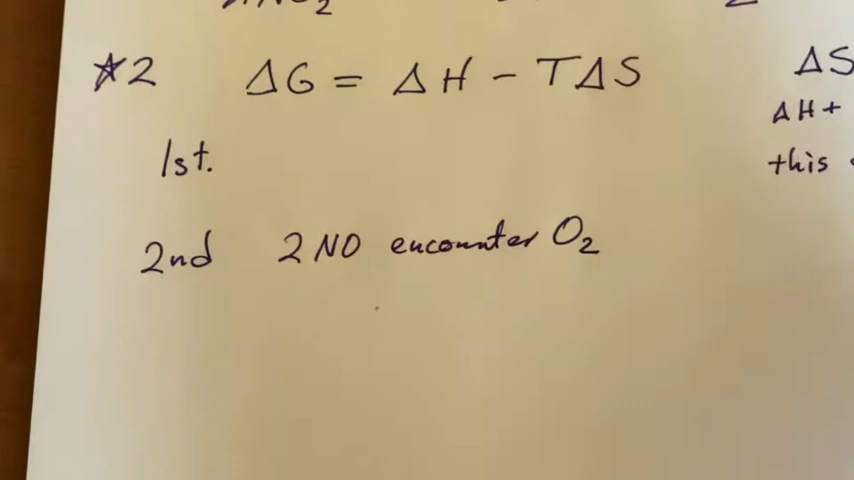 ☆2 ΔG = ΔH - TΔS ΔS
ΔH+
1st. this
2nd 2NO encounter O₂